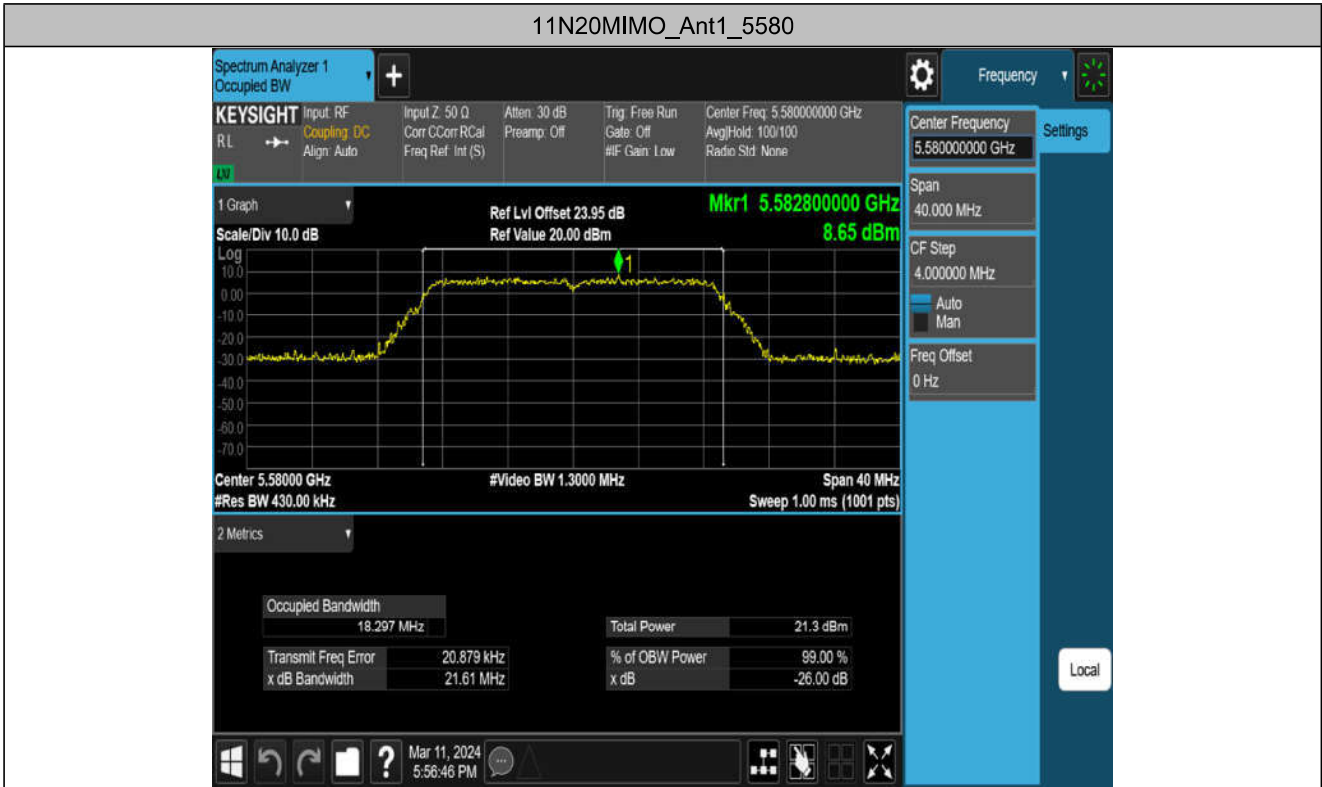 11N20MIMO_Ant1_5580
Spectrum Analyzer 1
Occupied BW
Frequency
KEYSIGHT
RL
LXI
Input: RF
Coupling: DC
Align: Auto
Input Z: 50 Ω
Corr CCorr RCal
Freq Ref: Int (S)
Atten: 30 dB
Preamp: Off
Trig: Free Run
Gate: Off
#IF Gain: Low
Center Freq: 5.580000000 GHz
Avg|Hold: 100/100
Radio Std: None
Center Frequency
5.580000000 GHz
Settings
Span
40.000 MHz
CF Step
4.000000 MHz
Auto
Man
Freq Offset
0 Hz
Local
1 Graph
Scale/Div 10.0 dB
Ref Lvl Offset 23.95 dB
Ref Value 20.00 dBm
Mkr1 5.582800000 GHz
8.65 dBm
Log
10.0
0.00
-10.0
-20.0
-30.0
-40.0
-50.0
-60.0
-70.0
1
Center 5.58000 GHz
#Res BW 430.00 kHz
#Video BW 1.3000 MHz
Span 40 MHz
Sweep 1.00 ms (1001 pts)
2 Metrics
Occupied Bandwidth
18.297 MHz
Total Power 21.3 dBm
Transmit Freq Error 20.879 kHz
% of OBW Power 99.00 %
x dB Bandwidth 21.61 MHz
x dB -26.00 dB
Mar 11, 2024
5:56:46 PM